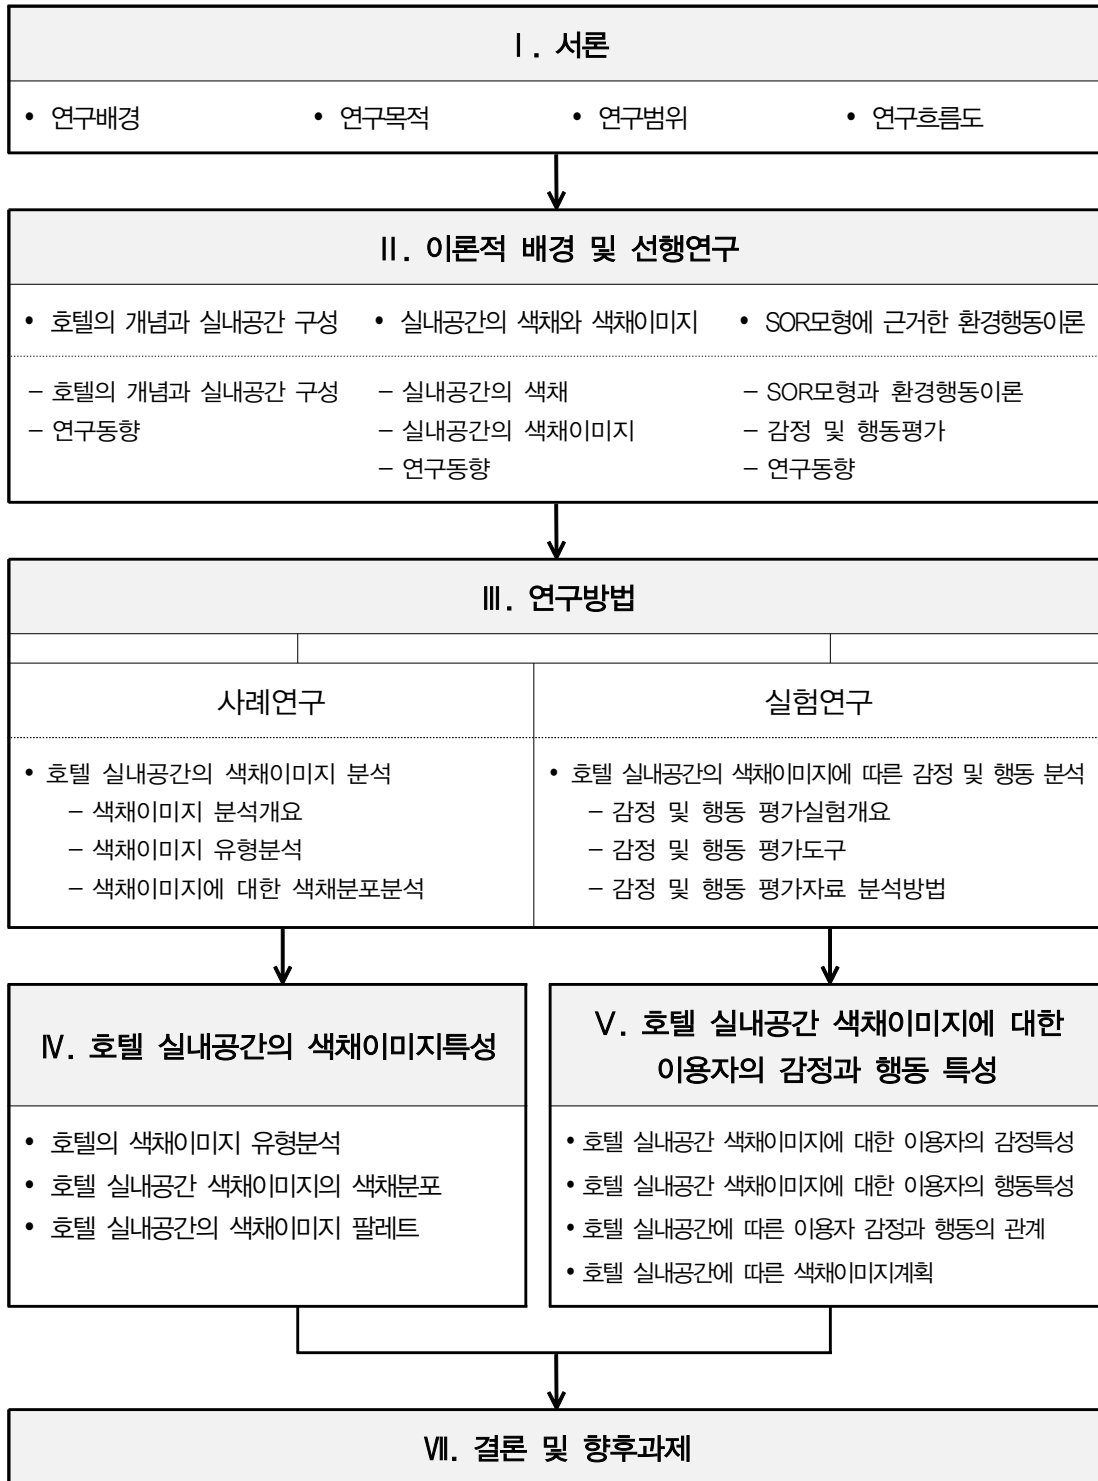 Ⅰ. 서론
• 연구배경
• 연구목적
• 연구범위
• 연구흐름도
Ⅱ. 이론적 배경 및 선행연구
• 호텔의 개념과 실내공간 구성
• 실내공간의 색채와 색채이미지
• SOR모형에 근거한 환경행동이론
– 호텔의 개념과 실내공간 구성
– 연구동향
– 실내공간의 색채
– 실내공간의 색채이미지
– 연구동향
– SOR모형과 환경행동이론
– 감정 및 행동평가
– 연구동향
Ⅲ. 연구방법
사례연구
• 호텔 실내공간의 색채이미지 분석
– 색채이미지 분석개요
– 색채이미지 유형분석
– 색채이미지에 대한 색채분포분석
실험연구
• 호텔 실내공간의 색채이미지에 따른 감정 및 행동 분석
– 감정 및 행동 평가실험개요
– 감정 및 행동 평가도구
– 감정 및 행동 평가자료 분석방법
Ⅳ. 호텔 실내공간의 색채이미지특성
• 호텔의 색채이미지 유형분석
• 호텔 실내공간 색채이미지의 색채분포
• 호텔 실내공간의 색채이미지 팔레트
Ⅴ. 호텔 실내공간 색채이미지에 대한
이용자의 감정과 행동 특성
• 호텔 실내공간 색채이미지에 대한 이용자의 감정특성
• 호텔 실내공간 색채이미지에 대한 이용자의 행동특성
• 호텔 실내공간에 따른 이용자 감정과 행동의 관계
• 호텔 실내공간에 따른 색채이미지계획
Ⅶ. 결론 및 향후과제